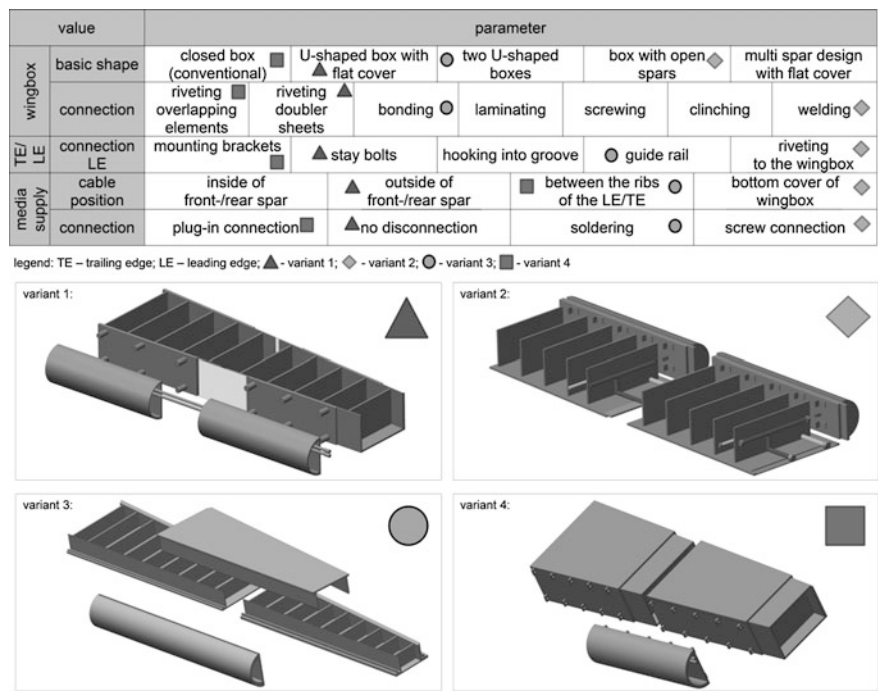 value parameter
wingbox basic shape closed box (conventional) U-shaped box with flat cover two U-shaped boxes box with open spars multi spar design with flat cover
connection riveting overlapping elements riveting doubler sheets bonding laminating screwing clinching welding
TE/ LE connection LE mounting brackets stay bolts hooking into groove guide rail riveting to the wingbox
media supply cable position inside of front-/rear spar outside of front-/rear spar between the ribs of the LE/TE bottom cover of wingbox
connection plug-in connection no disconnection soldering screw connection
legend: TE – trailing edge; LE – leading edge; - variant 1; - variant 2; - variant 3; - variant 4
variant 1: variant 2:
variant 3: variant 4: